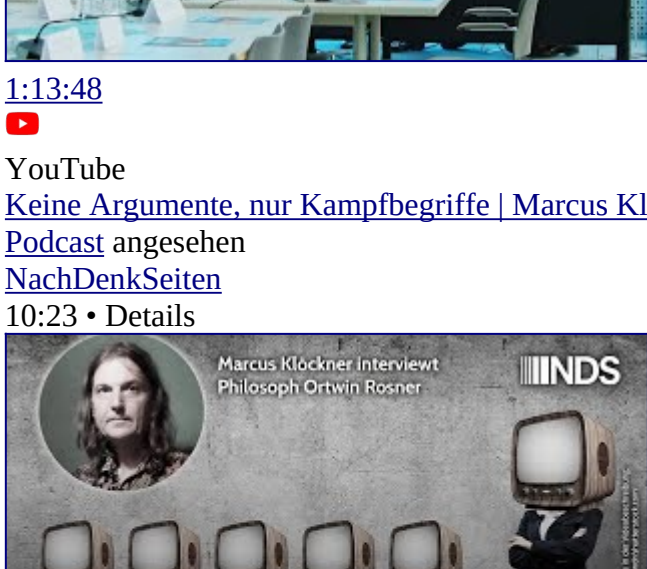 1:13:48
YouTube
Keine Argumente, nur Kampfbegriffe | Marcus Kl
Podcast angesehen
NachDenkSeiten
10:23 • Details
Marcus Klöckner interviewt
Philosoph Ortwin Rosner
NDS